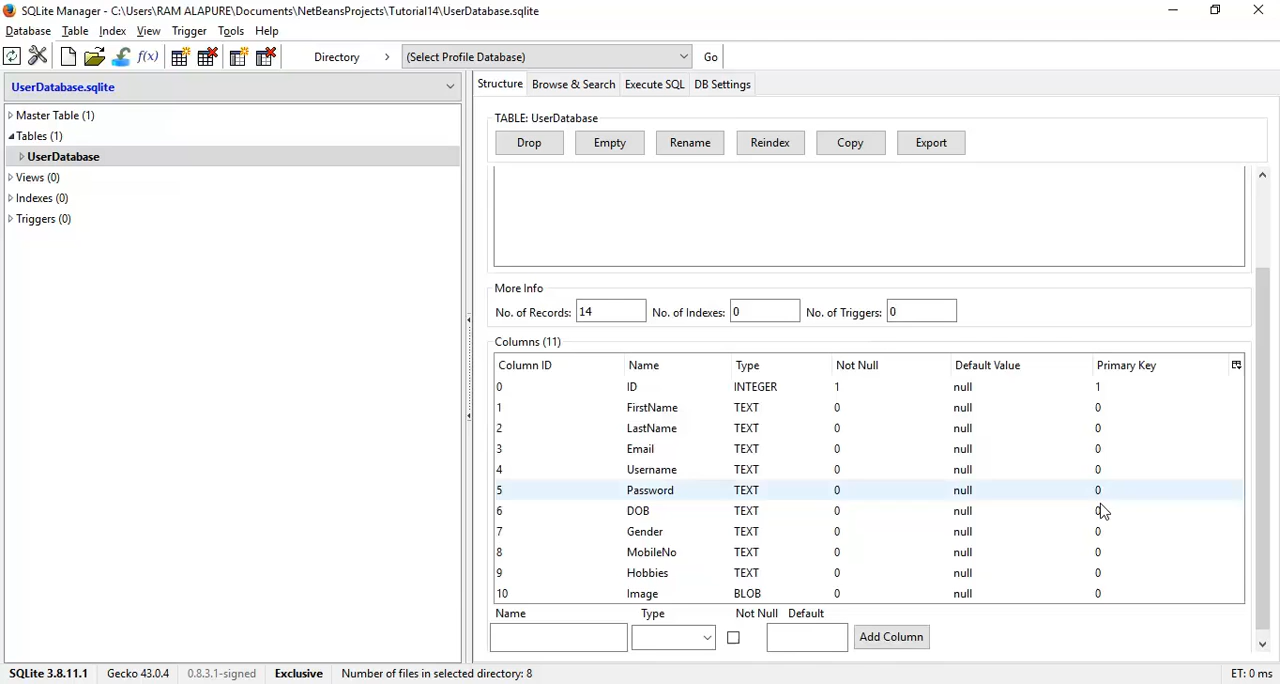 SQLite Manager - C:\Users\RAM ALAPURE\Documents\NetBeansProjects\Tutorial14\UserDatabase.sqlite
Database Table Index View Trigger Tools Help
f(x) Directory (Select Profile Database) Go
UserDatabase.sqlite
Master Table (1)
Tables (1)
UserDatabase
Views (0)
Indexes (0)
Triggers (0)
Structure Browse & Search Execute SQL DB Settings
TABLE: UserDatabase
Drop Empty Rename Reindex Copy Export
More Info
No. of Records: 14 No. of Indexes: 0 No. of Triggers: 0
Columns (11)
Column ID Name Type Not Null Default Value Primary Key
0 ID INTEGER 1 null 1
1 FirstName TEXT 0 null 0
2 LastName TEXT 0 null 0
3 Email TEXT 0 null 0
4 Username TEXT 0 null 0
5 Password TEXT 0 null 0
6 DOB TEXT 0 null 0
7 Gender TEXT 0 null 0
8 MobileNo TEXT 0 null 0
9 Hobbies TEXT 0 null 0
10 Image BLOB 0 null 0
Name Type Not Null Default
Add Column
SQLite 3.8.11.1 Gecko 43.0.4 0.8.3.1-signed Exclusive Number of files in selected directory: 8 ET: 0 ms